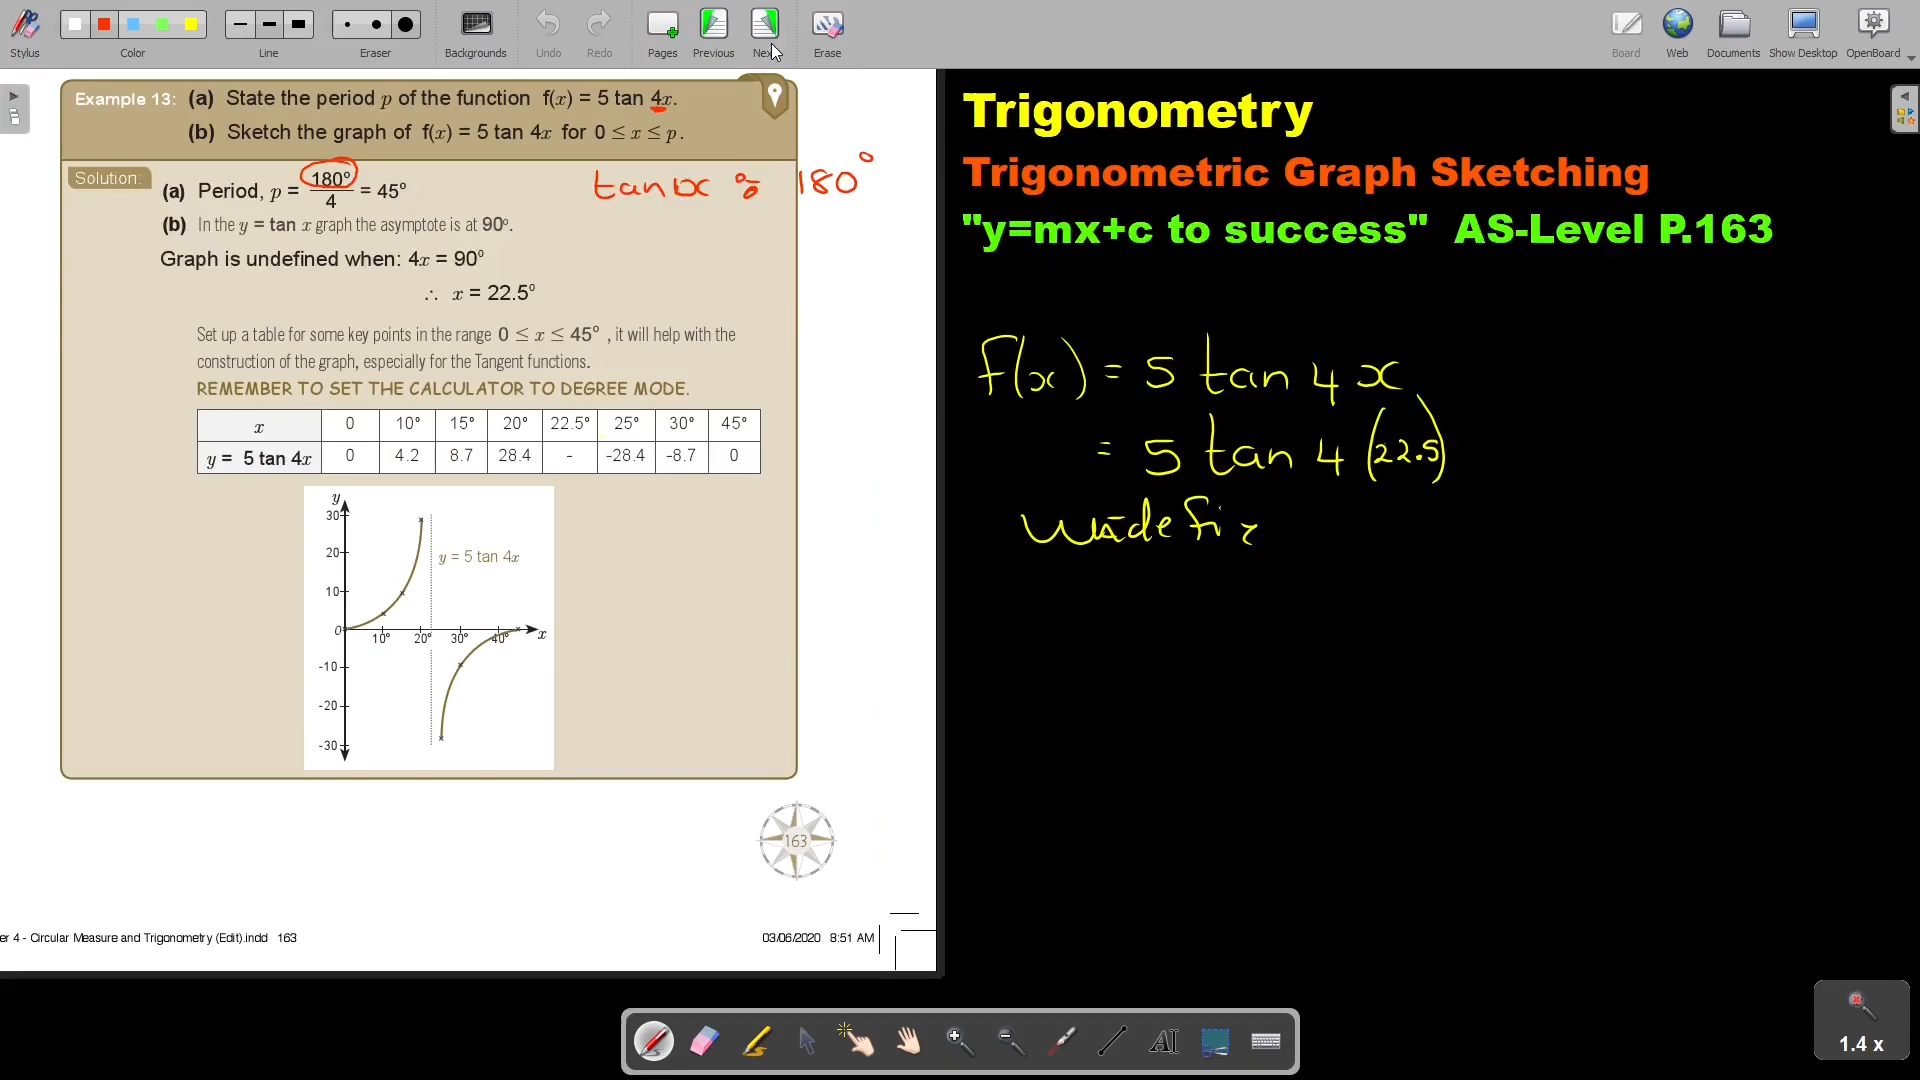 Stylus
Color
Line
Eraser
Backgrounds
Undo
Redo
Pages
Previous
Next
Erase
Board
Web
Documents
Show Desktop
OpenBoard
Example 13: (a) State the period p of the function f(x) = 5 tan 4x.
(b) Sketch the graph of f(x) = 5 tan 4x for 0 ≤ x ≤ p.
Solution:
(a) Period, p = 180°/4 = 45°
tan 1x % 180°
(b) In the y = tan x graph the asymptote is at 90°.
Graph is undefined when: 4x = 90°
∴ x = 22.5°
Set up a table for some key points in the range 0 ≤ x ≤ 45°, it will help with the
construction of the graph, especially for the Tangent functions.
REMEMBER TO SET THE CALCULATOR TO DEGREE MODE.
x 0 10° 15° 20° 22.5° 25° 30° 45°
y = 5 tan 4x 0 4.2 8.7 28.4 - -28.4 -8.7 0
y
30
20
y = 5 tan 4x
10
0
10° 20° 30° 40° x
-10
-20
-30
163
er 4 - Circular Measure and Trigonometry (Edit).indd 163
03/06/2020 8:51 AM
Trigonometry
Trigonometric Graph Sketching
"y=mx+c to success" AS-Level P.163
f(x) = 5 tan 4x
= 5 tan 4(22.5)
1.4 x